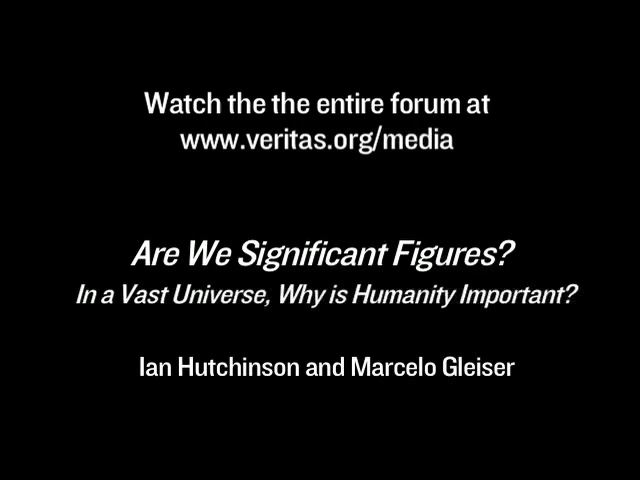 Watch the the entire forum at
www.veritas.org/media
Are We Significant Figures?
In a Vast Universe, Why is Humanity Important?
Ian Hutchinson and Marcelo Gleiser